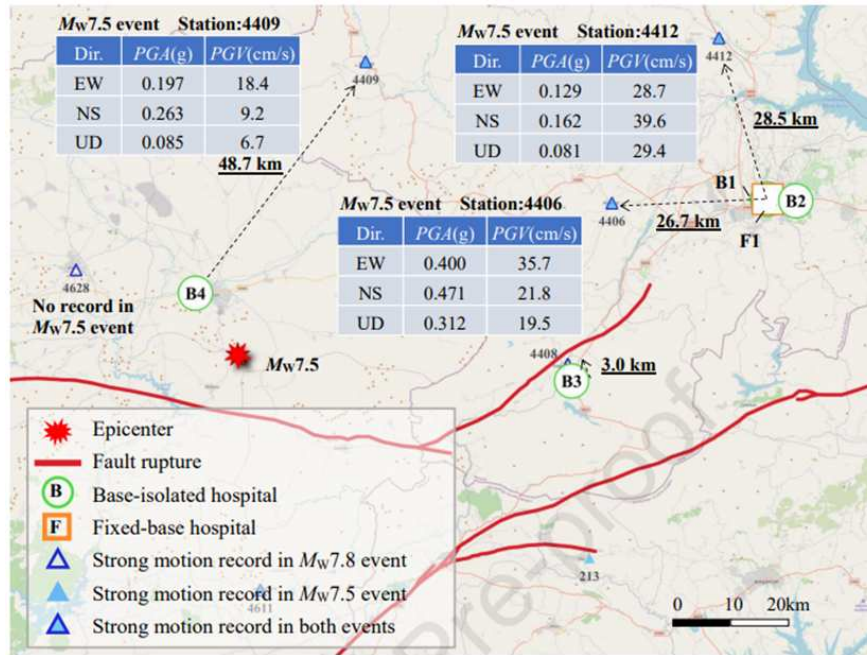 Mw7.5 event Station:4409
Dir. PGA(g) PGV(cm/s)
EW 0.197 18.4
NS 0.263 9.2
UD 0.085 6.7
4409
48.7 km
Mw7.5 event Station:4412
Dir. PGA(g) PGV(cm/s)
EW 0.129 28.7
NS 0.162 39.6
UD 0.081 29.4
4412
28.5 km
B1
B2
F1
4406
26.7 km
Mw7.5 event Station:4406
Dir. PGA(g) PGV(cm/s)
EW 0.400 35.7
NS 0.471 21.8
UD 0.312 19.5
4628
No record in
Mw7.5 event
B4
Mw7.5
4408
3.0 km
B3
Epicenter
Fault rupture
B Base-isolated hospital
F Fixed-base hospital
Strong motion record in Mw7.8 event
Strong motion record in Mw7.5 event
Strong motion record in both events
4611
213
0 10 20km
Pre-proof